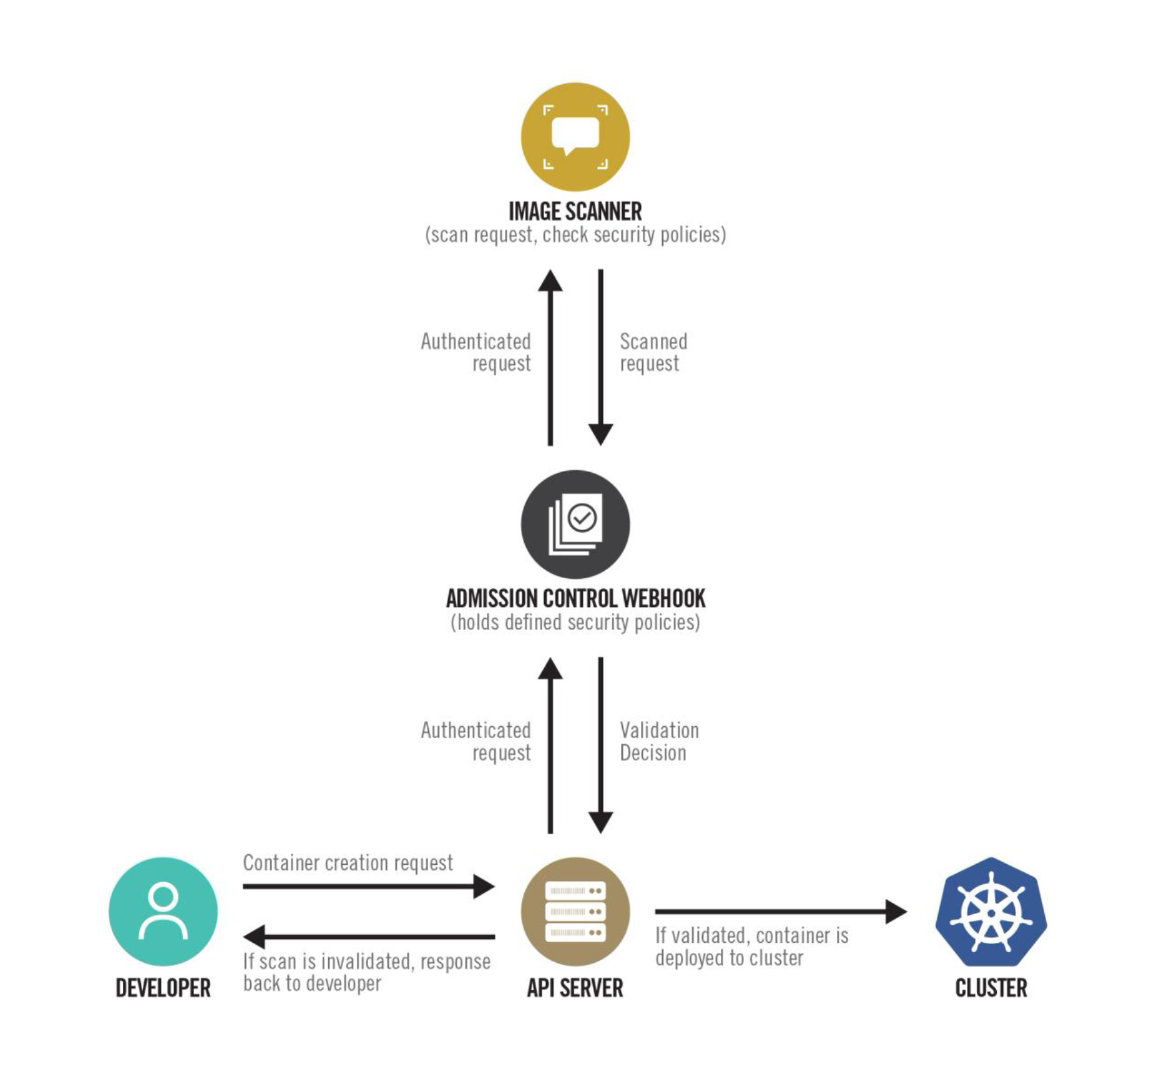 IMAGE SCANNER
(scan request, check security policies)
Authenticated
request
Scanned
request
ADMISSION CONTROL WEBHOOK
(holds defined security policies)
Authenticated
request
Validation
Decision
Container creation request
If scan is invalidated, response
back to developer
If validated, container is
deployed to cluster
DEVELOPER
API SERVER
CLUSTER